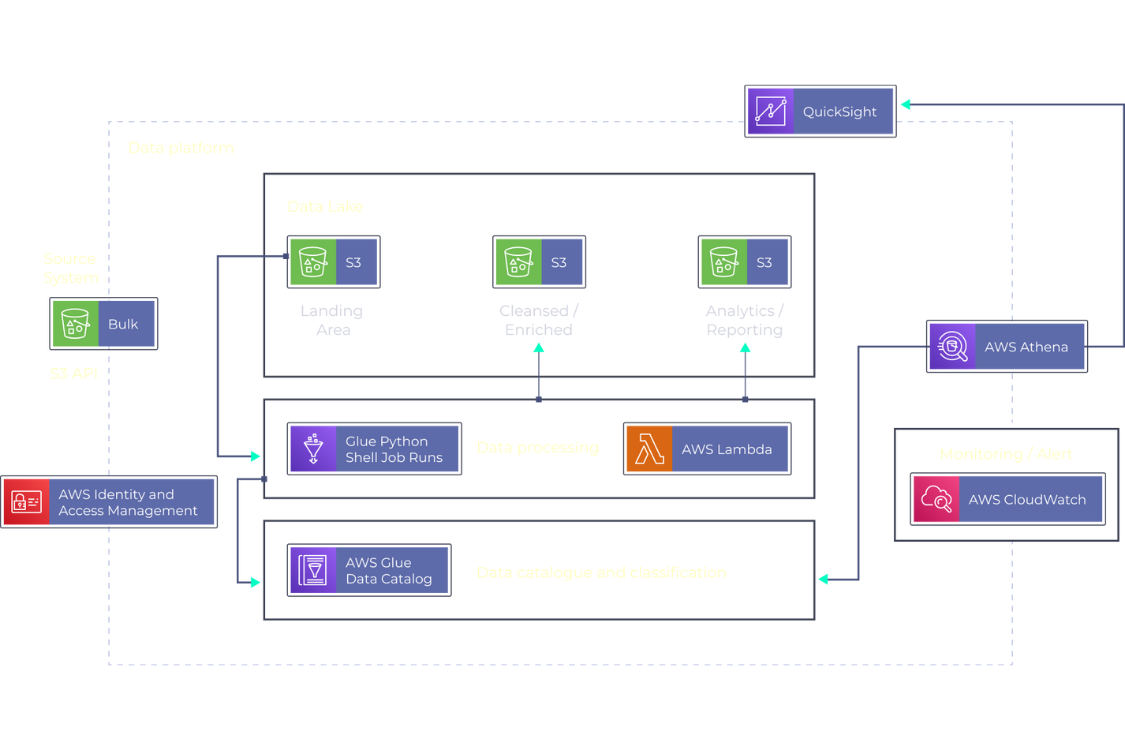 QuickSight
Data platform
Data Lake
S3
S3
S3
Landing
Area
Cleansed /
Enriched
Analytics /
Reporting
Source
System
Bulk
S3 API
AWS Athena
Glue Python
Shell Job Runs
Data processing
AWS Lambda
Monitoring / Alert
AWS CloudWatch
AWS Identity and
Access Management
AWS Glue
Data Catalog
Data catalogue and classification